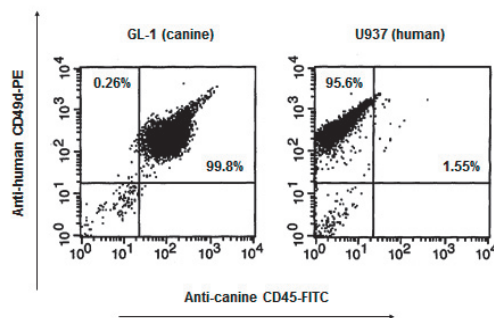 GL-1 (canine)
U937 (human)
Anti-human CD49d-PE
10^4
10^3
10^2
10^1
10^0
0.26%
99.8%
10^0 10^1 10^2 10^3 10^4
10^4
10^3
10^2
10^1
10^0
95.6%
1.55%
10^0 10^1 10^2 10^3 10^4
Anti-canine CD45-FITC